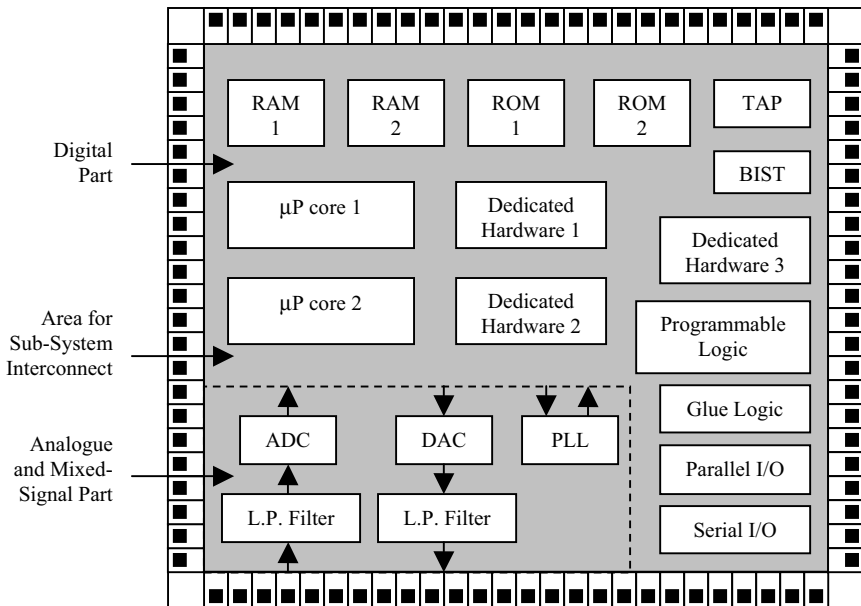 RAM
1
RAM
2
ROM
1
ROM
2
TAP
Digital
Part
BIST
µP core 1
Dedicated
Hardware 1
Dedicated
Hardware 3
µP core 2
Dedicated
Hardware 2
Area for
Sub-System
Interconnect
Programmable
Logic
Glue Logic
ADC
DAC
PLL
Analogue
and Mixed-
Signal Part
Parallel I/O
L.P. Filter
L.P. Filter
Serial I/O